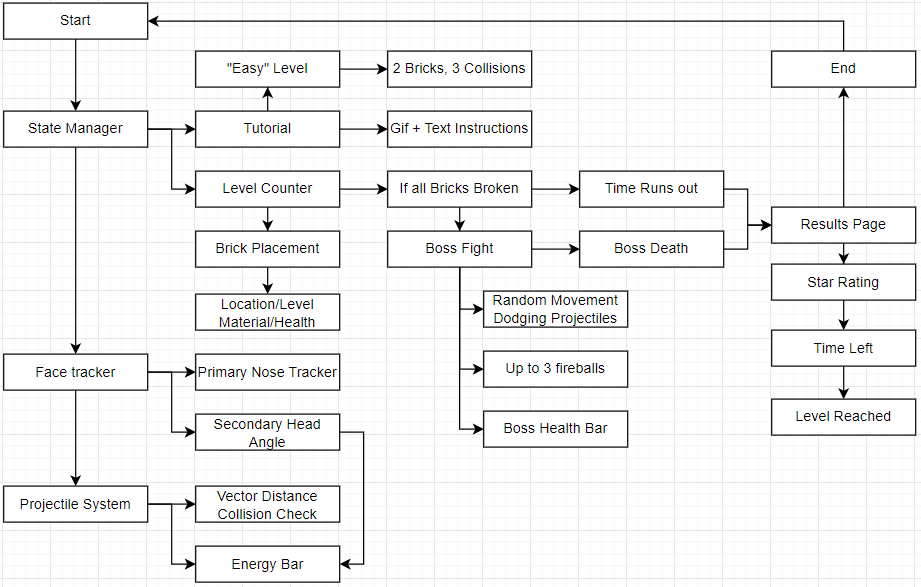 Start
"Easy" Level
2 Bricks, 3 Collisions
End
State Manager
Tutorial
Gif + Text Instructions
Level Counter
If all Bricks Broken
Time Runs out
Results Page
Brick Placement
Boss Fight
Boss Death
Star Rating
Location/Level
Material/Health
Random Movement
Dodging Projectiles
Time Left
Face tracker
Primary Nose Tracker
Up to 3 fireballs
Level Reached
Secondary Head
Angle
Boss Health Bar
Projectile System
Vector Distance
Collision Check
Energy Bar